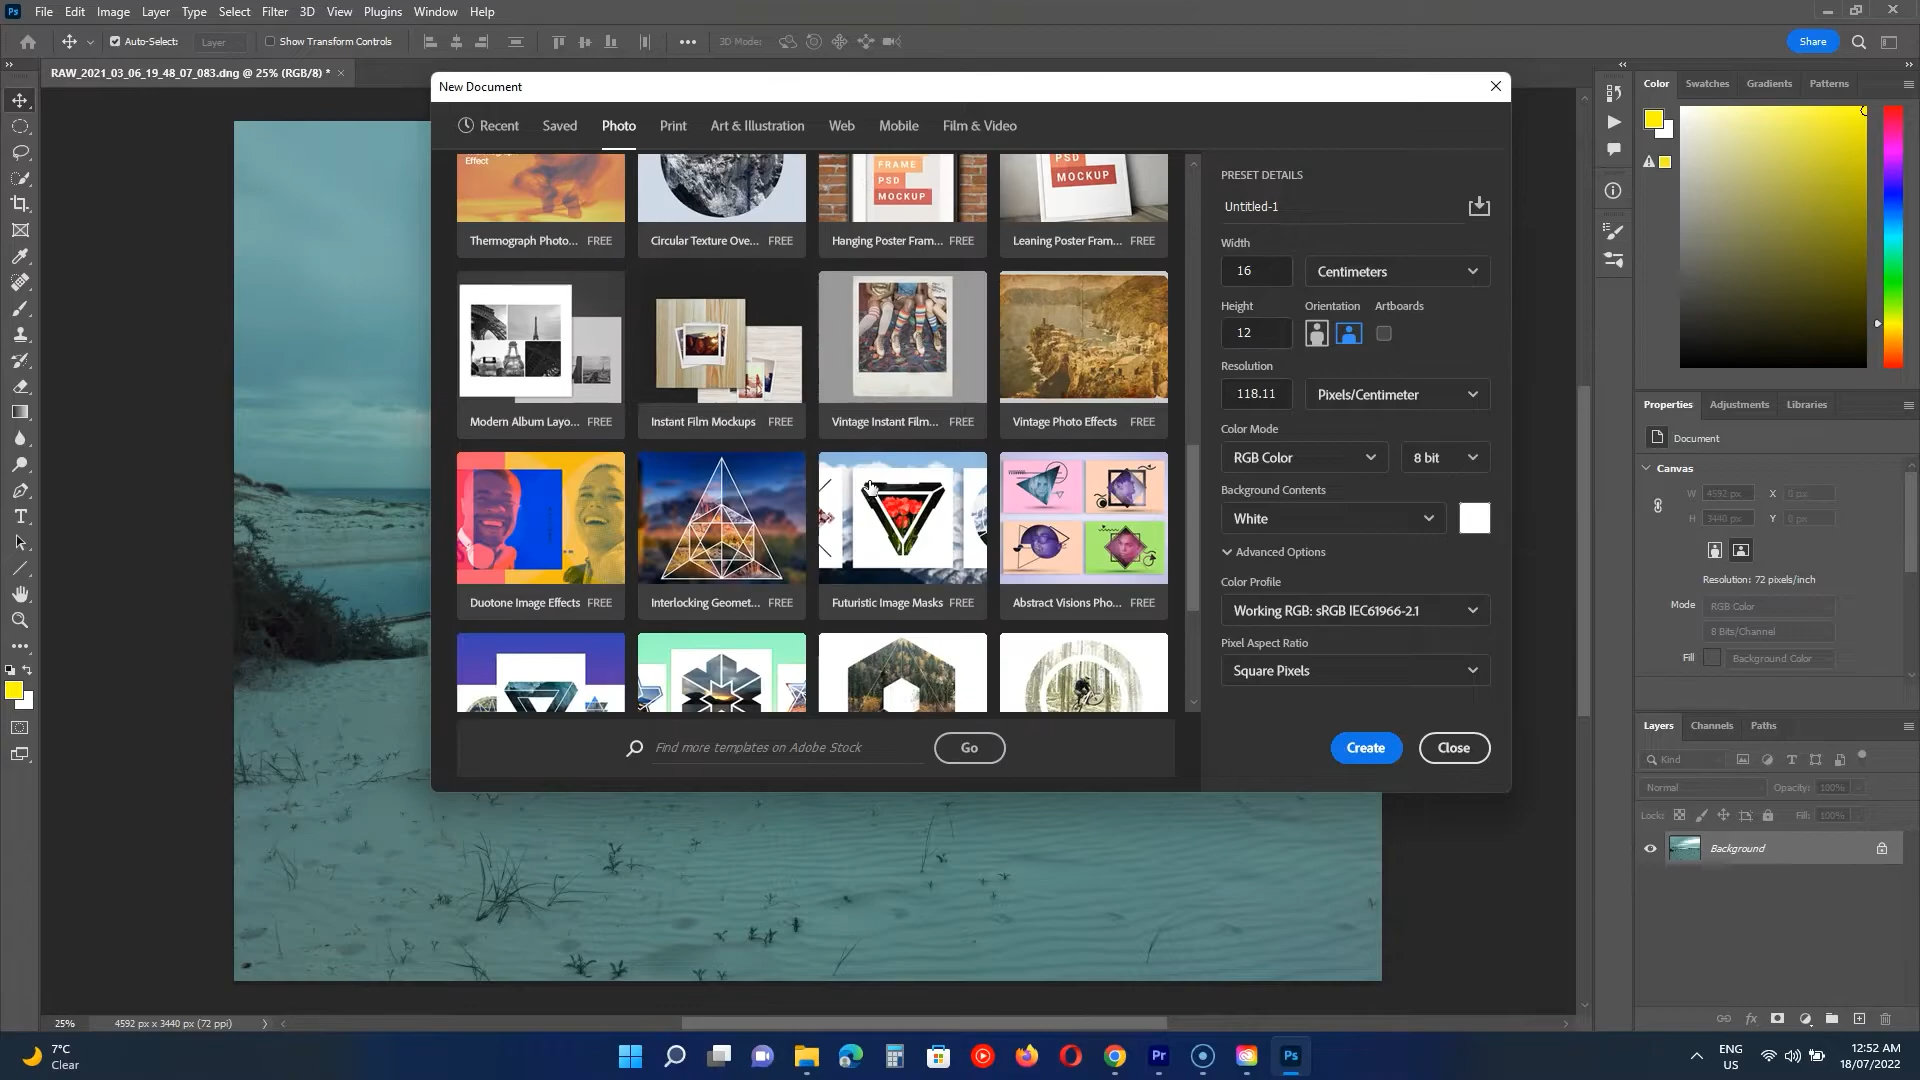 Ps File Edit Image Layer Type Select Filter 3D View Plugins Window Help
Auto-Select: Layer Show Transform Controls 3D Mode: Share
RAW_2021_03_06_19_48_07_083.dng @ 25% (RGB/8) *
New Document
Recent Saved Photo Print Art & Illustration Web Mobile Film & Video
Effect
FRAME
PSD
MOCKUP
PSD
MOCKUP
Thermograph Photo... FREE
Circular Texture Ove... FREE
Hanging Poster Fram... FREE
Leaning Poster Fram... FREE
Modern Album Layo... FREE
Instant Film Mockups FREE
Vintage Instant Film... FREE
Vintage Photo Effects FREE
Duotone Image Effects FREE
Interlocking Geomet... FREE
Futuristic Image Masks FREE
Abstract Visions Pho... FREE
Find more templates on Adobe Stock Go
PRESET DETAILS
Untitled-1
Width
16 Centimeters
Height Orientation Artboards
12
Resolution
118.11 Pixels/Centimeter
Color Mode
RGB Color 8 bit
Background Contents
White
Advanced Options
Color Profile
Working RGB: sRGB IEC61966-2.1
Pixel Aspect Ratio
Square Pixels
Create Close
Color Swatches Gradients Patterns
Properties Adjustments Libraries
Document
Canvas
W 4592 px X 0 px
H 3440 px Y 0 px
Resolution: 72 pixels/inch
Mode RGB Color
8 Bits/Channel
Fill Background Color
Layers Channels Paths
Kind
Normal Opacity: 100%
Lock: Fill: 100%
Background
25% 4592 px x 3440 px (72 ppi)
7°C
Clear
Pr Ps
ENG
US
12:52 AM
18/07/2022